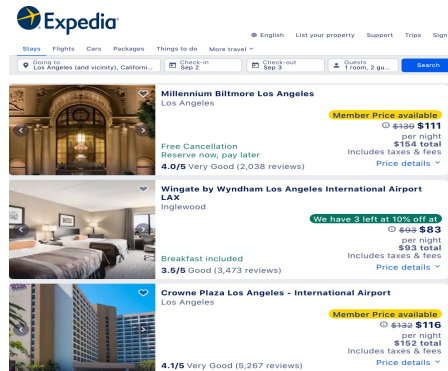 Expedia
English List your property Support Trips Sign
Stays Flights Cars Packages Things to do More travel
Going to
Los Angeles (and vicinity), Californi...
Check-in
Sep 2
Check-out
Sep 3
Guests
1 room, 2 gu...
Search
Millennium Biltmore Los Angeles
Los Angeles
Member Price available
$139 $111
per night
$154 total
Includes taxes & fees
Price details
Free Cancellation
Reserve now, pay later
4.0/5 Very Good (2,038 reviews)
Wingate by Wyndham Los Angeles International Airport
LAX
Inglewood
We have 3 left at 10% off at
$93 $83
per night
$93 total
Includes taxes & fees
Price details
Breakfast included
3.5/5 Good (3,473 reviews)
Crowne Plaza Los Angeles - International Airport
Los Angeles
Member Price available
$132 $116
per night
$152 total
Includes taxes & fees
Price details
4.1/5 Very Good (5,267 reviews)